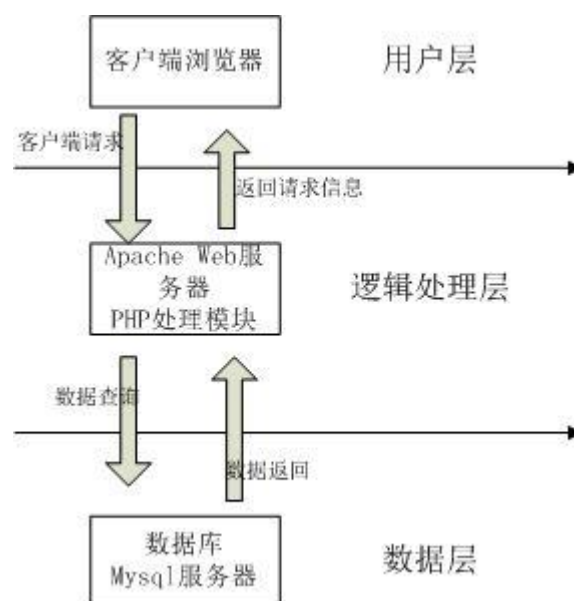 客户端浏览器
用户层
客户端请求
返回请求信息
Apache Web服
务器
PHP处理模块
逻辑处理层
数据查询
数据返回
数据库
Mysql服务器
数据层